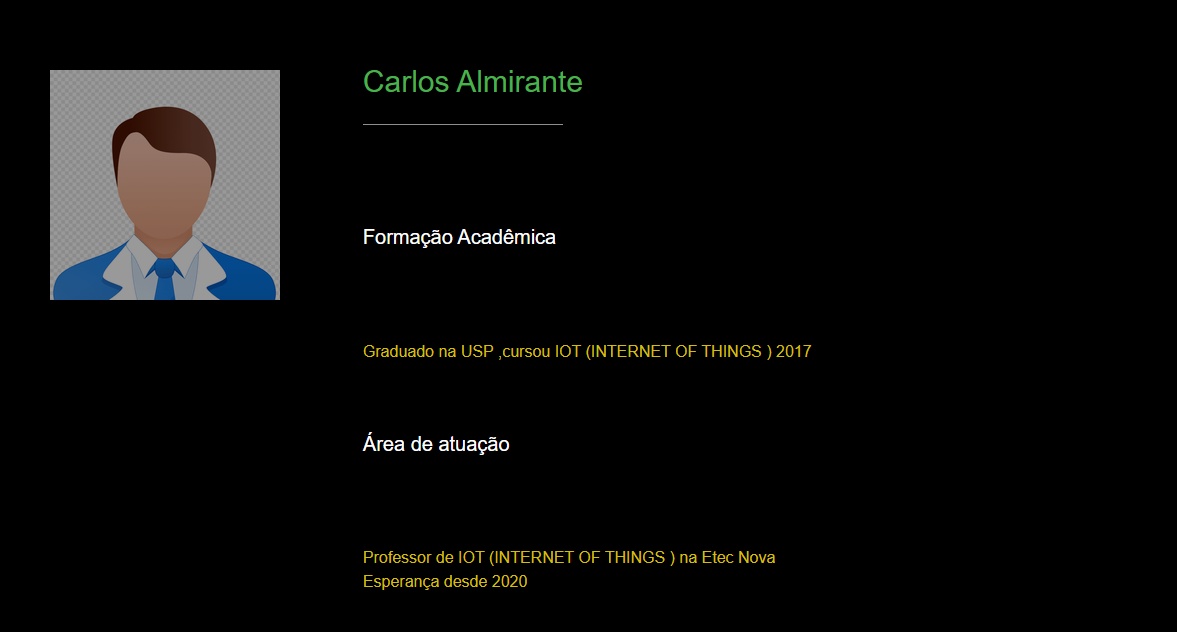 Carlos Almirante
Formação Acadêmica
Graduado na USP ,cursou IOT (INTERNET OF THINGS ) 2017
Área de atuação
Professor de IOT (INTERNET OF THINGS ) na Etec Nova
Esperança desde 2020